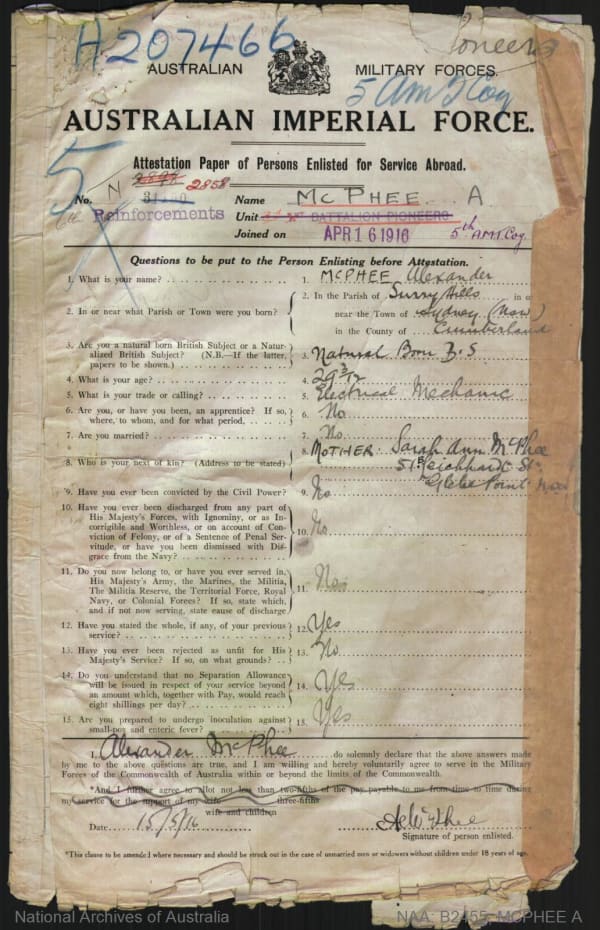 H207466
Pioneers
AUSTRALIAN MILITARY FORCES.
5 Amt Coy
AUSTRALIAN IMPERIAL FORCE.
Attestation Paper of Persons Enlisted for Service Abroad.
5
No. N 2858 Name McPHEE A
Reinforcements Unit BATTALION PIONEERS
Joined on APR 16 1916 5th AMT. Coy.
Questions to be put to the Person Enlisting before Attestation.
1. What is your name? 1. McPHEE Alexander
2. In or near what Parish or Town were you born? 2. In the Parish of Surry Hills in or
near the Town of Sydney (NSW)
in the County of Cumberland
3. Are you a natural born British Subject or a Natur-
alized British Subject? (N.B.—If the latter,
papers to be shown.) 3. Natural Born B.S
4. What is your age? 4. 29 3/12
5. What is your trade or calling? 5. Electrical Mechanic
6. Are you, or have you been, an apprentice? If so,
where, to whom, and for what period. 6. No
7. Are you married? 7. No
8. Who is your next of kin? (Address to be stated) 8. MOTHER Sarah Ann McPhee
51 Leichhardt St.
Glebe Point NSW
9. Have you ever been convicted by the Civil Power? 9. No
10. Have you ever been discharged from any part of
His Majesty's Forces, with Ignominy, or as In-
corrigible and Worthless, or on account of Con-
viction of Felony, or of a Sentence of Penal Ser-
vitude, or have you been dismissed with Dis-
grace from the Navy? 10. No
11. Do you now belong to, or have you ever served in,
His Majesty's Army, the Marines, the Militia,
The Militia Reserve, the Territorial Force, Royal
Navy, or Colonial Forces? If so, state which,
and if not now serving, state cause of discharge 11. No
12. Have you stated the whole, if any, of your previous
service? 12. Yes
13. Have you ever been rejected as unfit for His
Majesty's Service? If so, on what grounds? 13. No
14. Do you understand that no Separation Allowance
will be issued in respect of your service beyond
an amount which, together with Pay, would reach
eight shillings per day? 14. Yes
15. Are you prepared to undergo inoculation against
small-pox and enteric fever? 15. Yes
I, Alexander McPhee do solemnly declare that the above answers made
by me to the above questions are true, and I am willing and hereby voluntarily agree to serve in the Military
Forces of the Commonwealth of Australia within or beyond the limits of the Commonwealth.
*And I further agree to allot not less than two-fifths of the pay payable to me from time to time during
three-fifths
my service for the support of my wife
wife and children
Date 15/5/16 A McPhee
Signature of person enlisted.
*This clause to be amended where necessary and should be struck out in the case of unmarried men or widowers without children under 18 years of age.
National Archives of Australia NAA: B2455, MCPHEE A